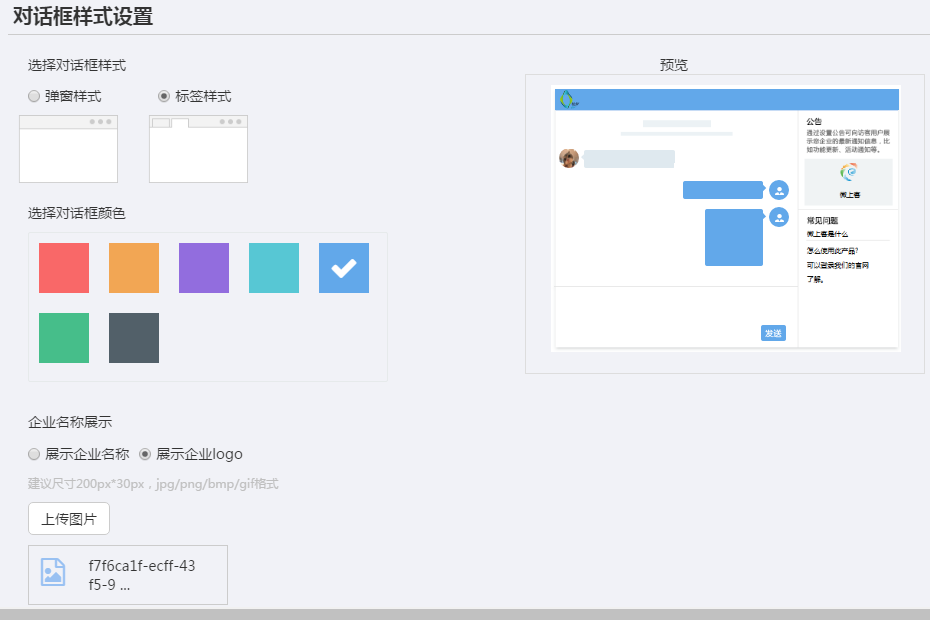 对话框样式设置
选择对话框样式
弹窗样式 标签样式
选择对话框颜色
企业名称展示
展示企业名称 展示企业logo
建议尺寸200px*30px，jpg/png/bmp/gif格式
上传图片
f7f6ca1f-ecff-43
f5-9 ...
预览
公告
通过设置公告可向访客用户展
示您企业的最新通知信息，比
如功能更新、活动通知等。
微上客
常见问题
微上客是什么
怎么使用此产品?
可以登录我们的官网
了解。
发送